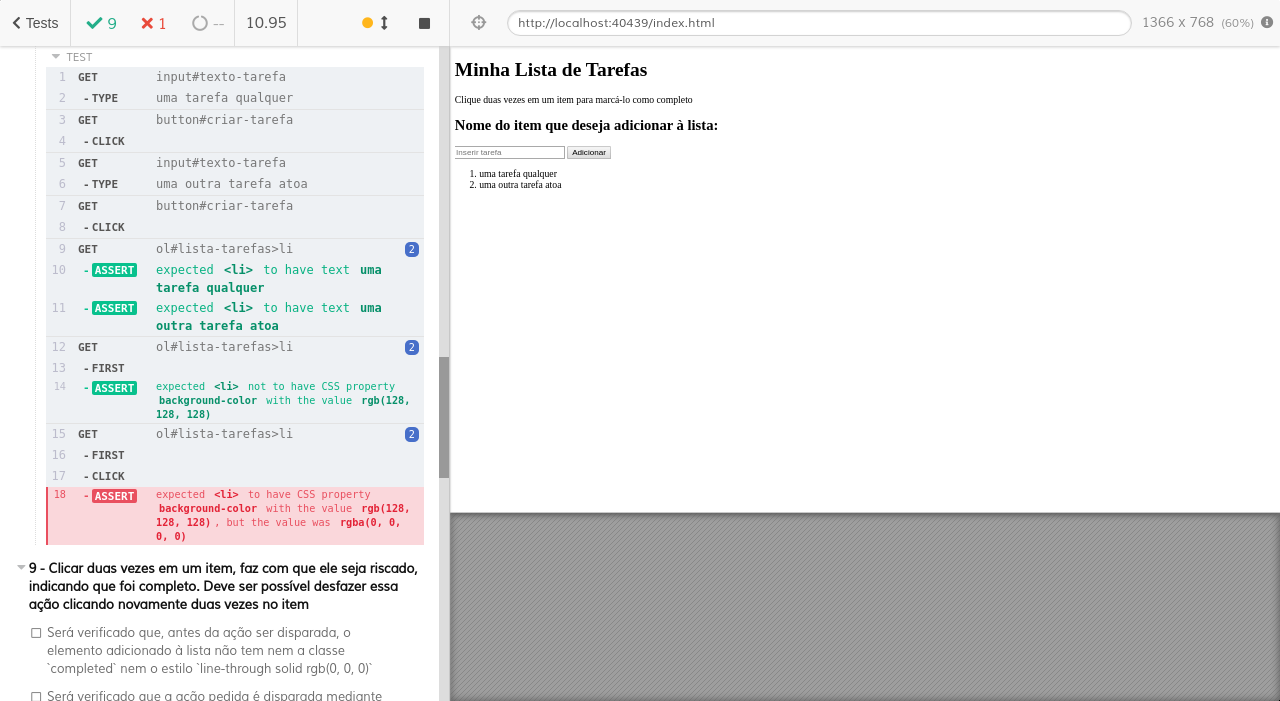 Tests 9 1 -- 10.95 http://localhost:40439/index.html 1366 x 768 (60%)
TEST
1 GET input#texto-tarefa
2 - TYPE uma tarefa qualquer
3 GET button#criar-tarefa
4 - CLICK
5 GET input#texto-tarefa
6 - TYPE uma outra tarefa atoa
7 GET button#criar-tarefa
8 - CLICK
9 GET ol#lista-tarefas>li 2
10 - ASSERT expected <li> to have text uma
tarefa qualquer
11 - ASSERT expected <li> to have text uma
outra tarefa atoa
12 GET ol#lista-tarefas>li 2
13 - FIRST
14 - ASSERT expected <li> not to have CSS property
background-color with the value rgb(128,
128, 128)
15 GET ol#lista-tarefas>li 2
16 - FIRST
17 - CLICK
18 - ASSERT expected <li> to have CSS property
background-color with the value rgb(128,
128, 128) , but the value was rgba(0, 0,
0, 0)
9 - Clicar duas vezes em um item, faz com que ele seja riscado,
indicando que foi completo. Deve ser possível desfazer essa
ação clicando novamente duas vezes no item
Será verificado que, antes da ação ser disparada, o
elemento adicionado à lista não tem nem a classe
`completed` nem o estilo `line-through solid rgb(0, 0, 0)`
Será verificado que a ação pedida é disparada mediante
Minha Lista de Tarefas
Clique duas vezes em um item para marcá-lo como completo
Nome do item que deseja adicionar à lista:
Inserir tarefa Adicionar
1. uma tarefa qualquer
2. uma outra tarefa atoa